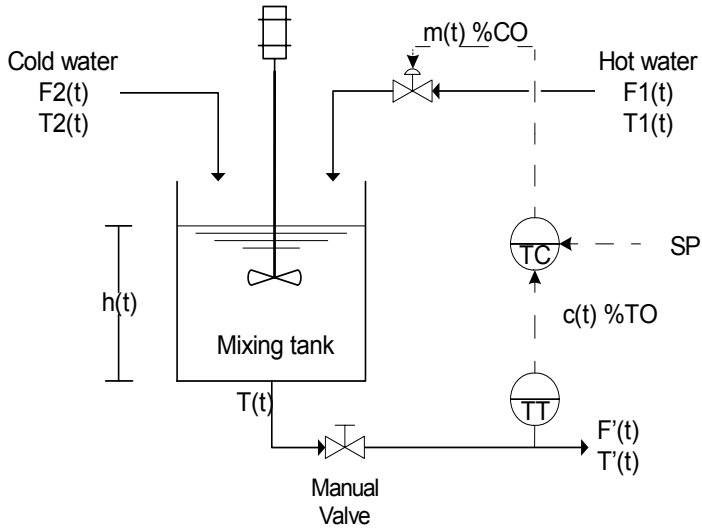 m(t) %CO
Cold water
F2(t)
T2(t)
Hot water
F1(t)
T1(t)
TC
SP
h(t)
c(t) %TO
Mixing tank
T(t)
TT
F'(t)
T'(t)
Manual
Valve